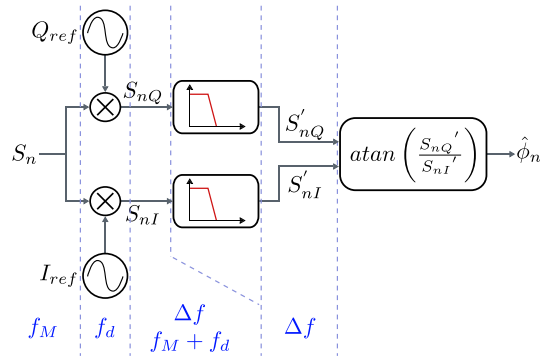 Q_ref
S_nQ
S'_nQ
S_n
atan ( S_nQ' / S_nI' )
ϕ̂_n
S'_nI
S_nI
I_ref
f_M
f_d
Δf
f_M + f_d
Δf